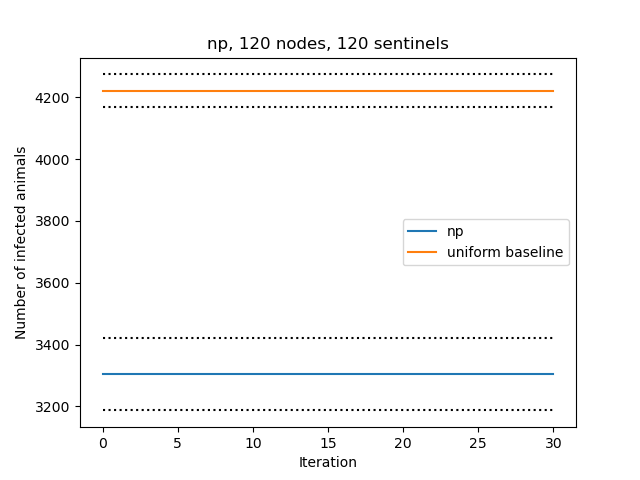 np, 120 nodes, 120 sentinels
Number of infected animals
4200
4000
3800
3600
3400
3200
np
uniform baseline
0 5 10 15 20 25 30
Iteration